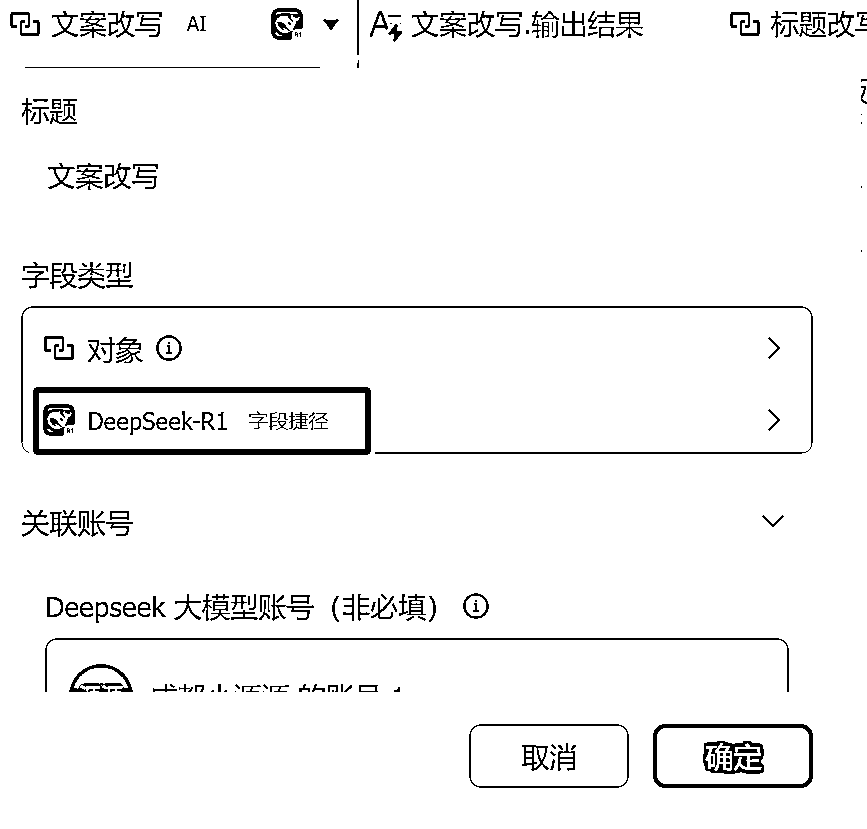 文案改写 AI 文案改写.输出结果 标题改写
标题
文案改写
字段类型
对象
DeepSeek-R1 字段捷径
关联账号
Deepseek 大模型账号（非必填）
取消 确定